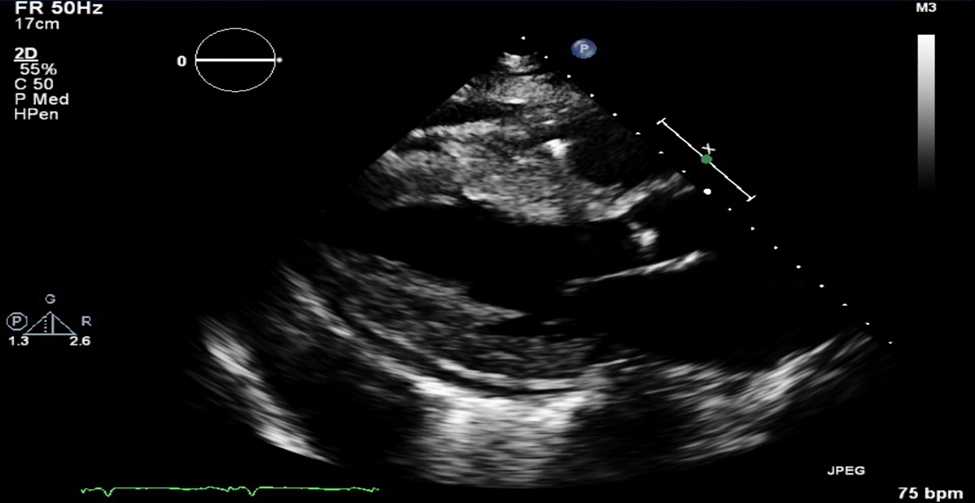 FR 50Hz
17cm
2D
55%
C 50
P Med
HPen
0
P
M3
X
G
P
R
1.3
2.6
JPEG
75 bpm